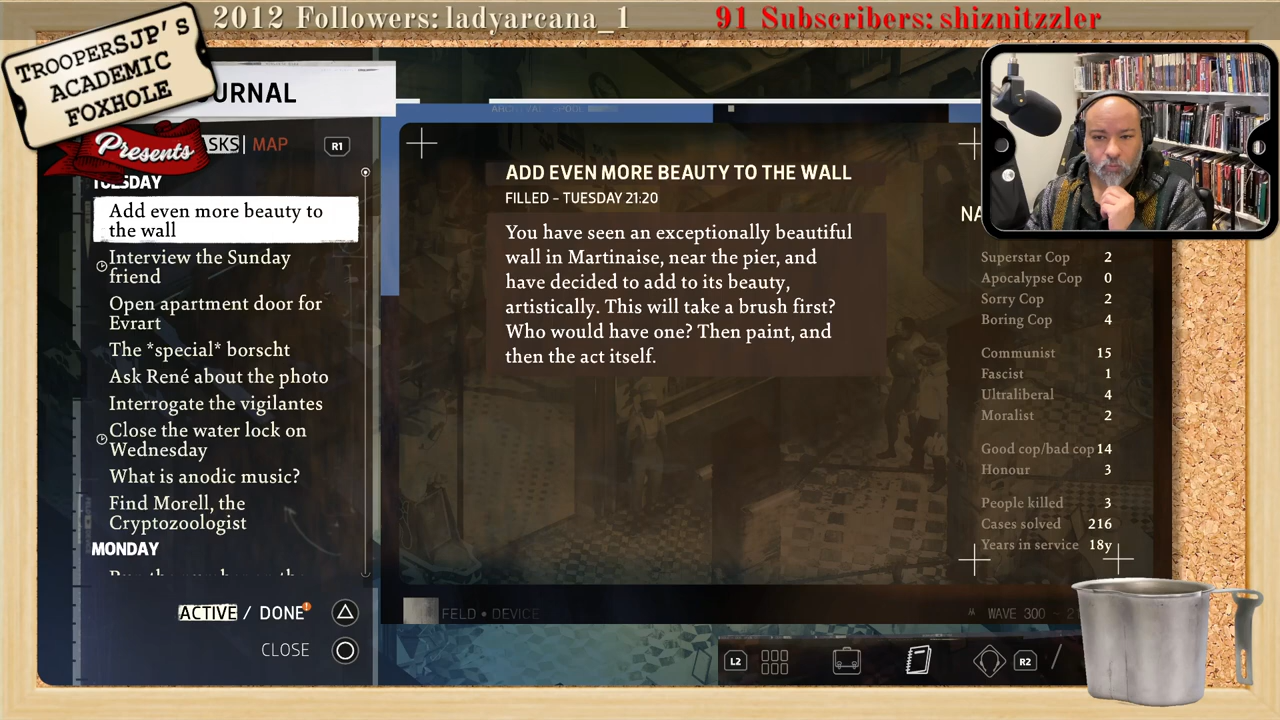 2012 Followers: ladyarcana_1
91 Subscribers: shiznitzzler
TROOPERSJP'S
ACADEMIC
FOXHOLE
Presents
JOURNAL
TASKS | MAP
R1
TUESDAY
Add even more beauty to
the wall
Interview the Sunday
friend
Open apartment door for
Evrart
The *special* borscht
Ask René about the photo
Interrogate the vigilantes
Close the water lock on
Wednesday
What is anodic music?
Find Morell, the
Cryptozoologist
MONDAY
ACTIVE / DONE
CLOSE
ADD EVEN MORE BEAUTY TO THE WALL
FILLED – TUESDAY 21:20
You have seen an exceptionally beautiful
wall in Martinaise, near the pier, and
have decided to add to its beauty,
artistically. This will take a brush first?
Who would have one? Then paint, and
then the act itself.
NA
Superstar Cop 2
Apocalypse Cop 0
Sorry Cop 2
Boring Cop 4
Communist 15
Fascist 1
Ultraliberal 4
Moralist 2
Good cop/bad cop 14
Honour 3
People killed 3
Cases solved 216
Years in service 18y
FELD • DEVICE
WAVE 300
L2
R2